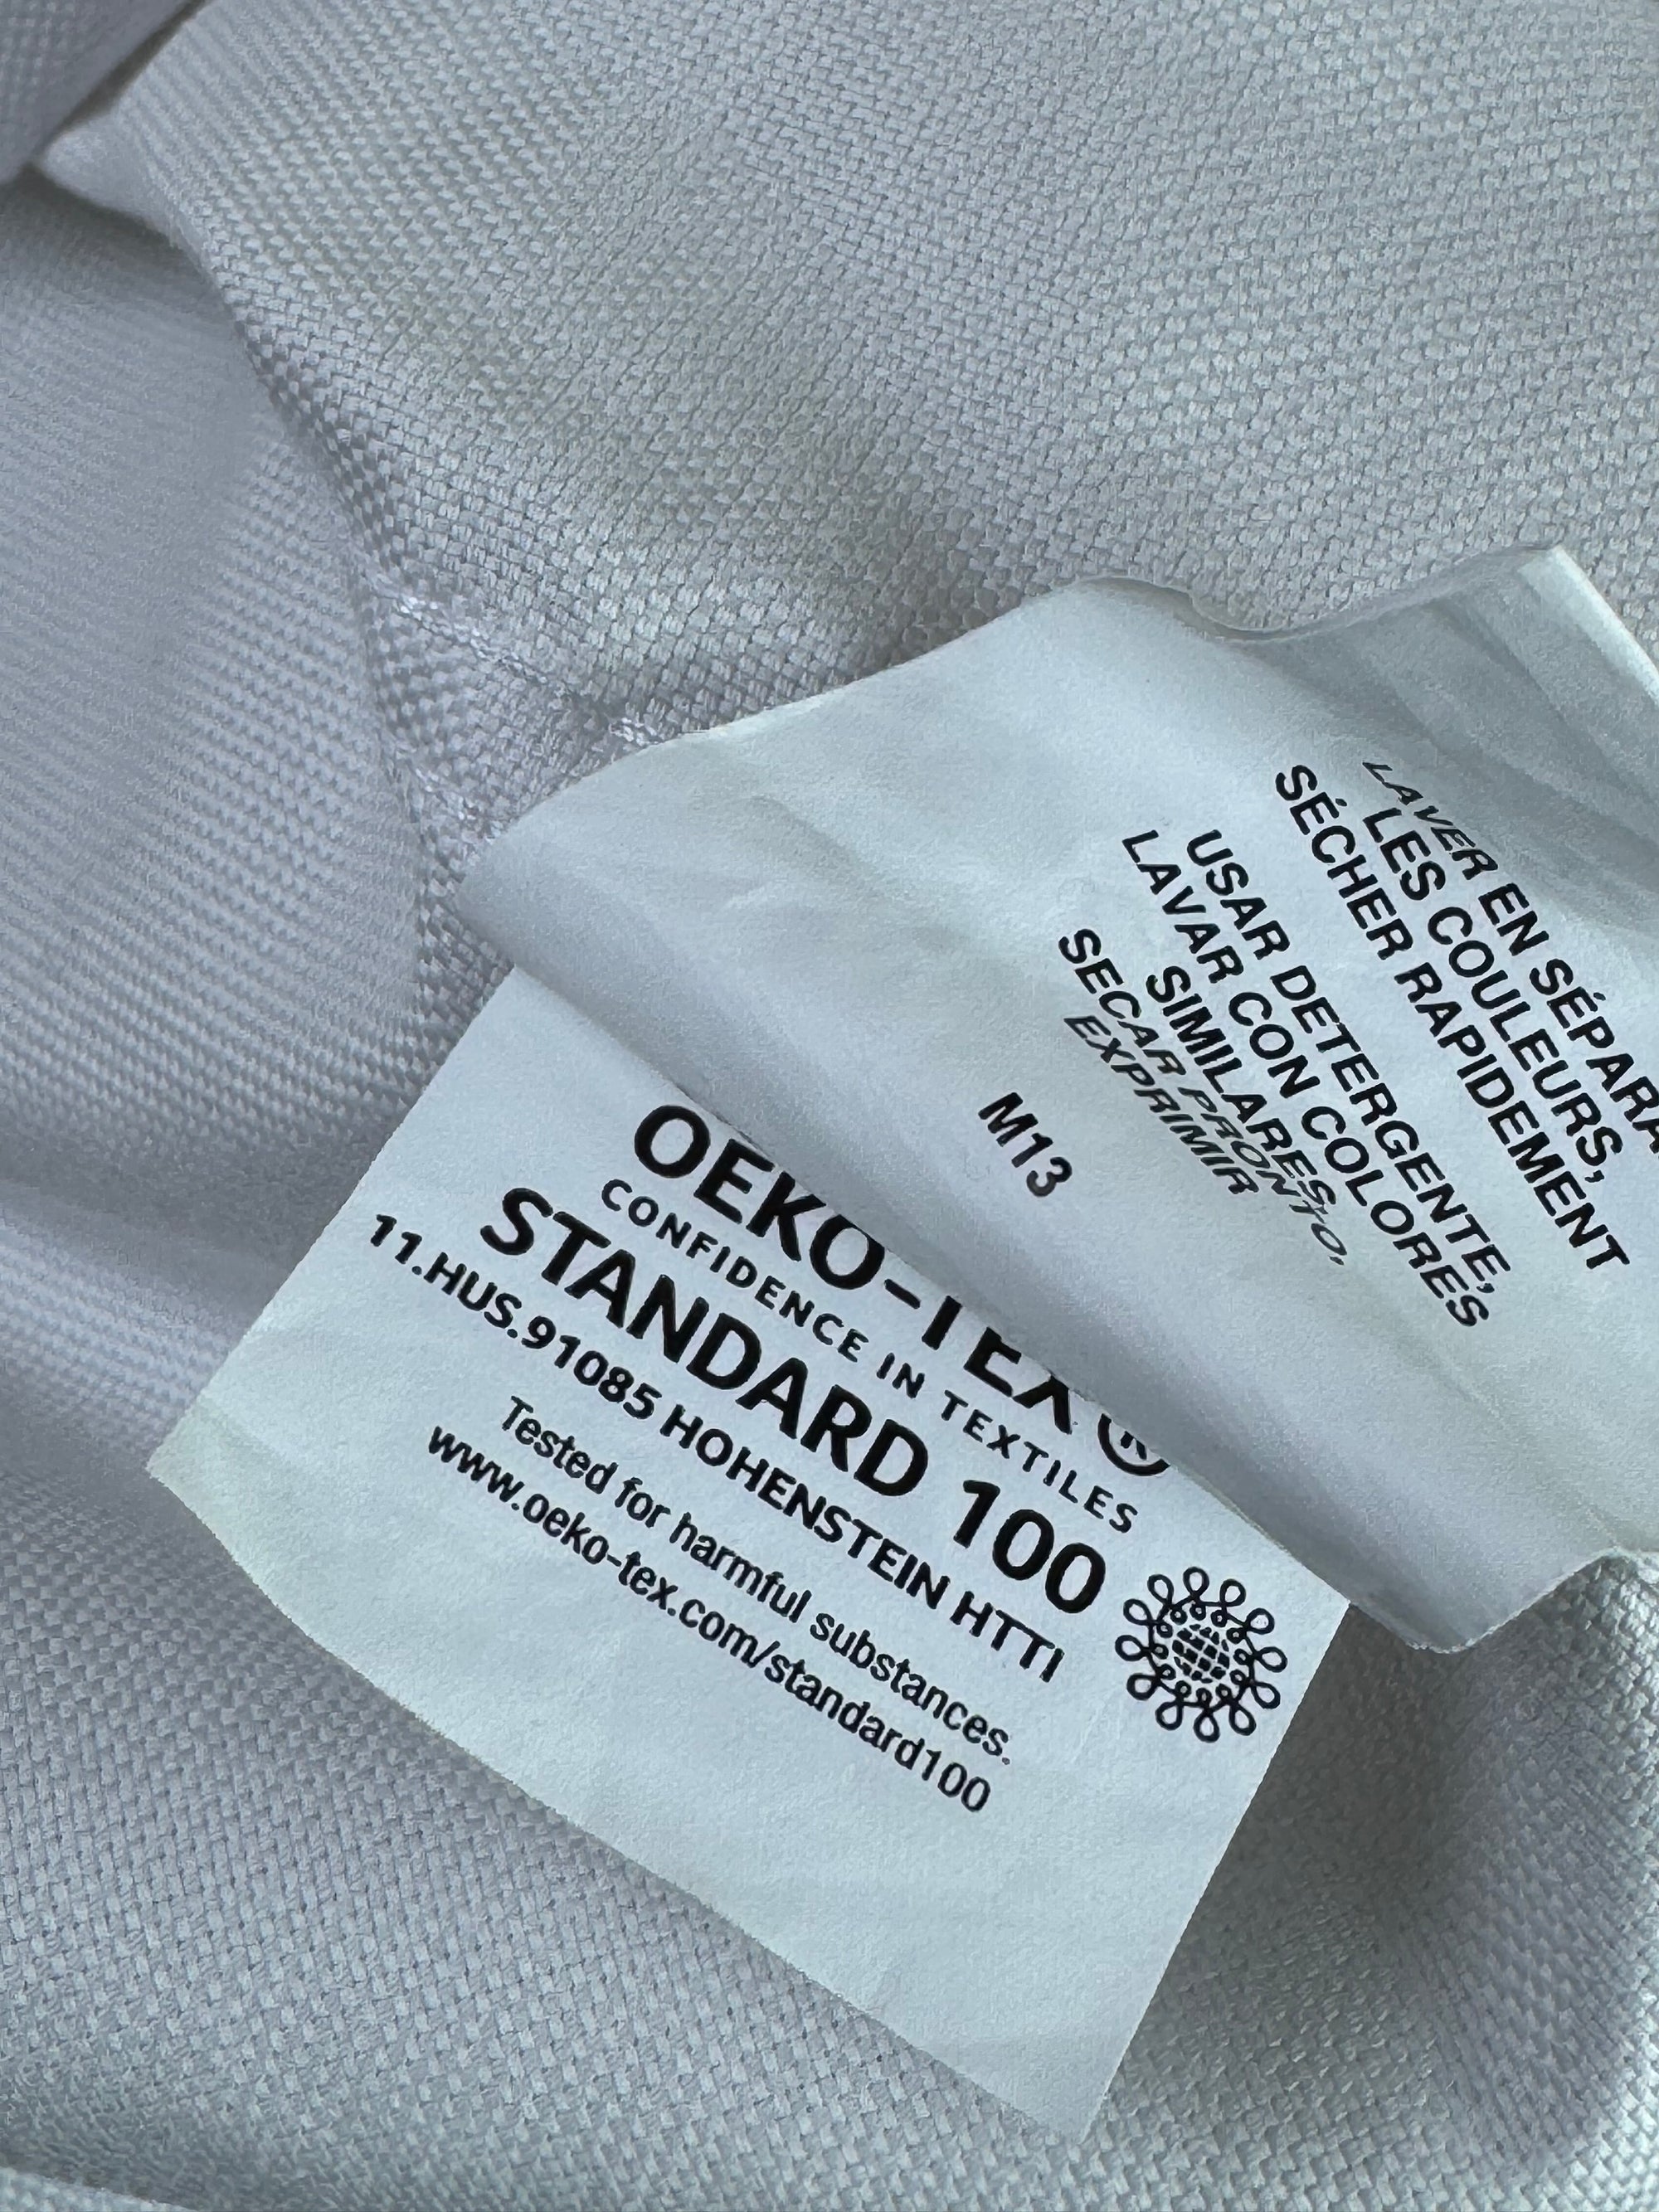 LAVER EN SÉPARA
LES COULEURS,
SÉCHER RAPIDEMENT
USAR DETERGENTE,
LAVAR CON COLORES
SIMILARES,
SECAR PRONTO,
EXPRIMIR
M13
OEKO-TEX®
CONFIDENCE IN TEXTILES
STANDARD 100
11.HUS.91085 HOHENSTEIN HTTI
Tested for harmful substances.
www.oeko-tex.com/standard100